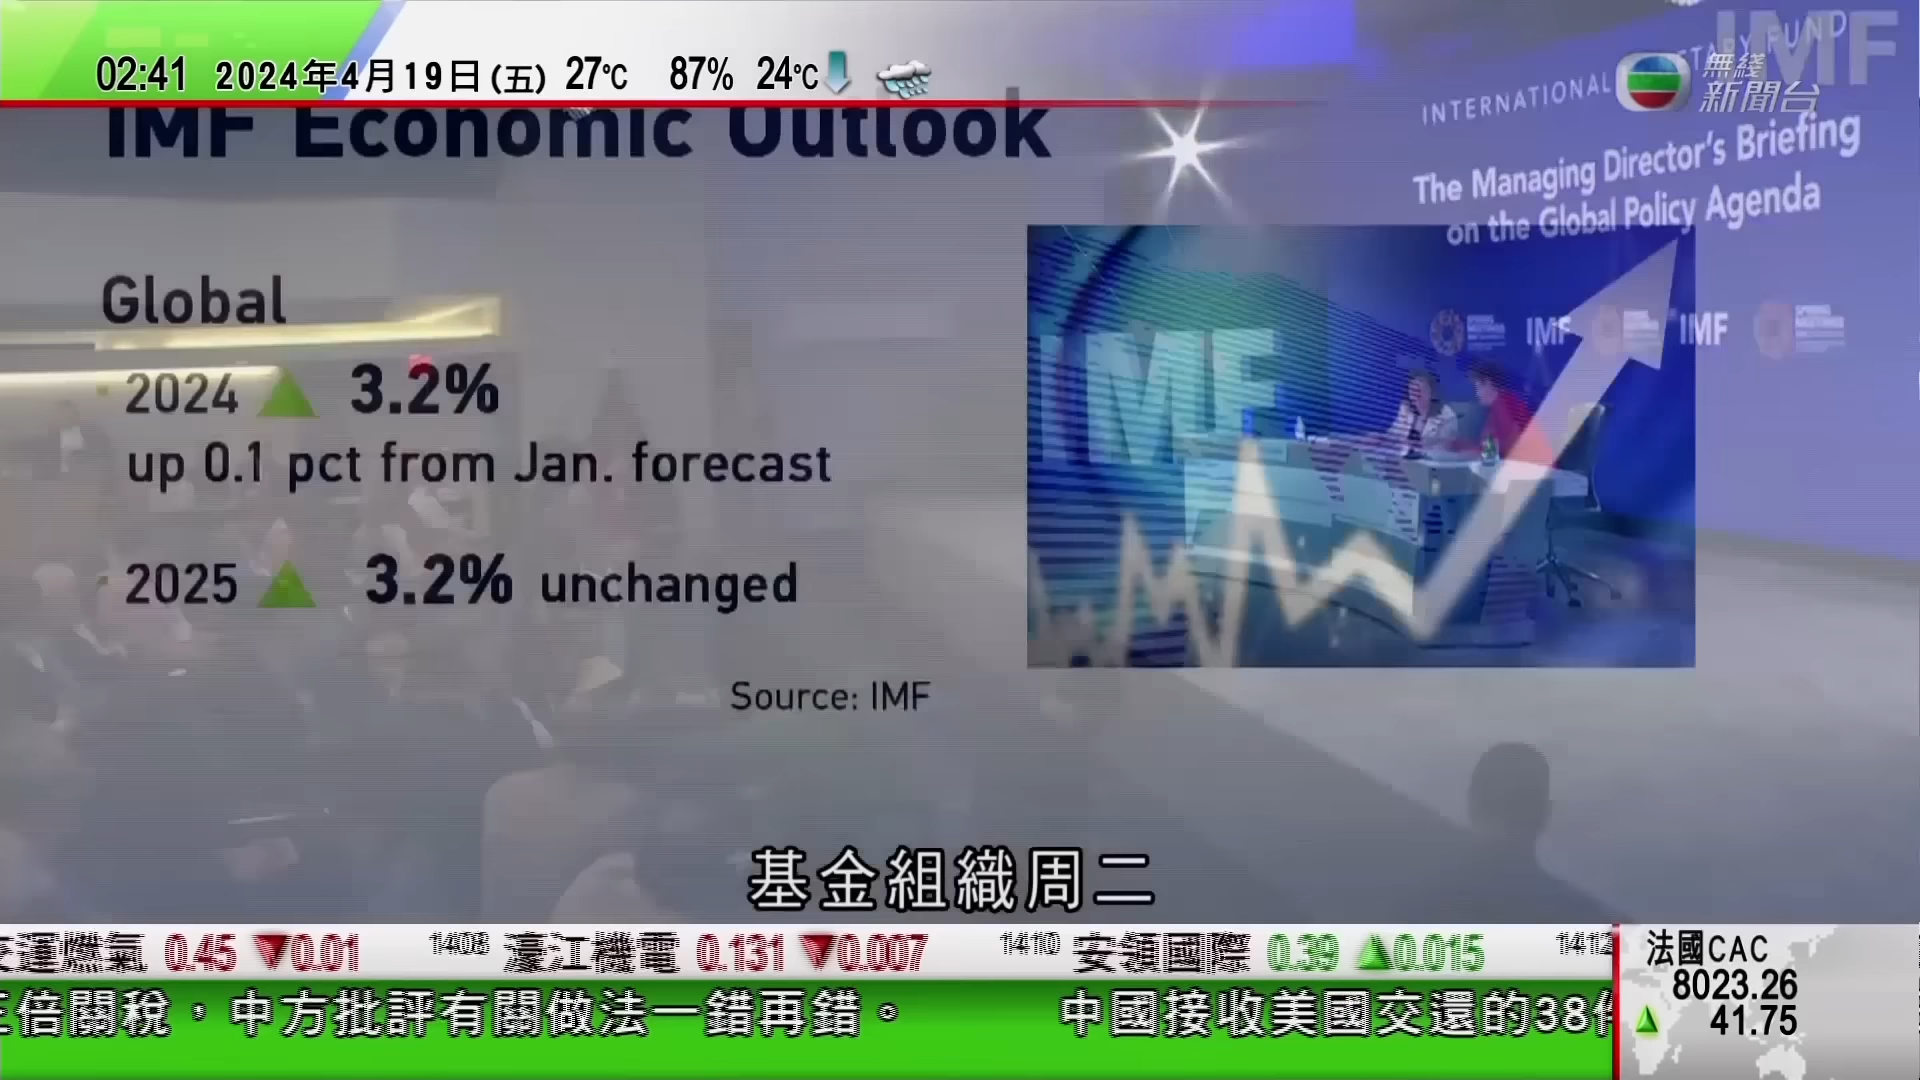 02:41 2024年4月19日(五) 27℃ 87% 24℃
IMF
INTERNATIONAL
TARY FUND
無綫
新聞台
IMF Economic Outlook
The Managing Director's Briefing
on the Global Policy Agenda
Global
2024 ▲ 3.2%
up 0.1 pct from Jan. forecast
2025 ▲ 3.2% unchanged
Source: IMF
IMF
IMF IMF
基金組織周二
運燃氣 0.45 ▼0.01 1408 濠江機電 0.131 ▼0.007 1410 安領國際 0.39 ▲0.015 1412
三倍關稅，中方批評有關做法一錯再錯。 中國接收美國交還的38件
法國CAC
8023.26
▲ 41.75